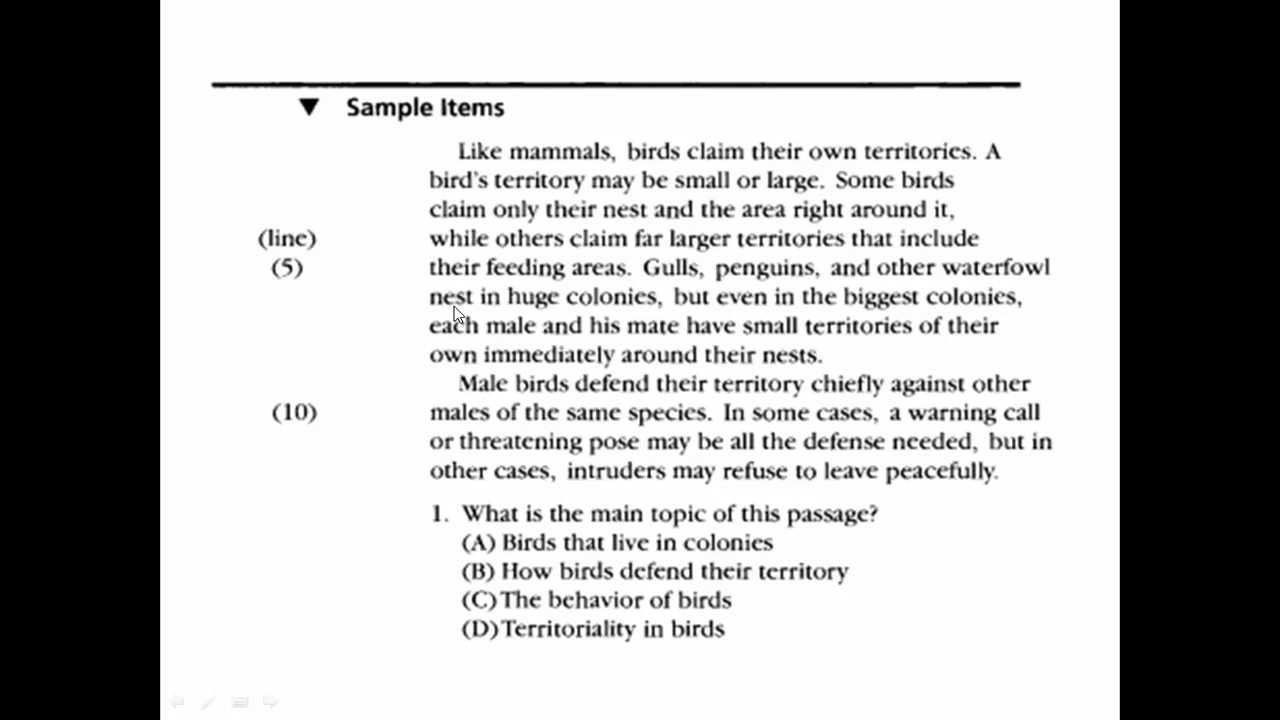 ▼ Sample Items
Like mammals, birds claim their own territories. A
bird's territory may be small or large. Some birds
claim only their nest and the area right around it,
(line) while others claim far larger territories that include
(5) their feeding areas. Gulls, penguins, and other waterfowl
nest in huge colonies, but even in the biggest colonies,
each male and his mate have small territories of their
own immediately around their nests.
Male birds defend their territory chiefly against other
(10) males of the same species. In some cases, a warning call
or threatening pose may be all the defense needed, but in
other cases, intruders may refuse to leave peacefully.
1. What is the main topic of this passage?
(A) Birds that live in colonies
(B) How birds defend their territory
(C) The behavior of birds
(D) Territoriality in birds